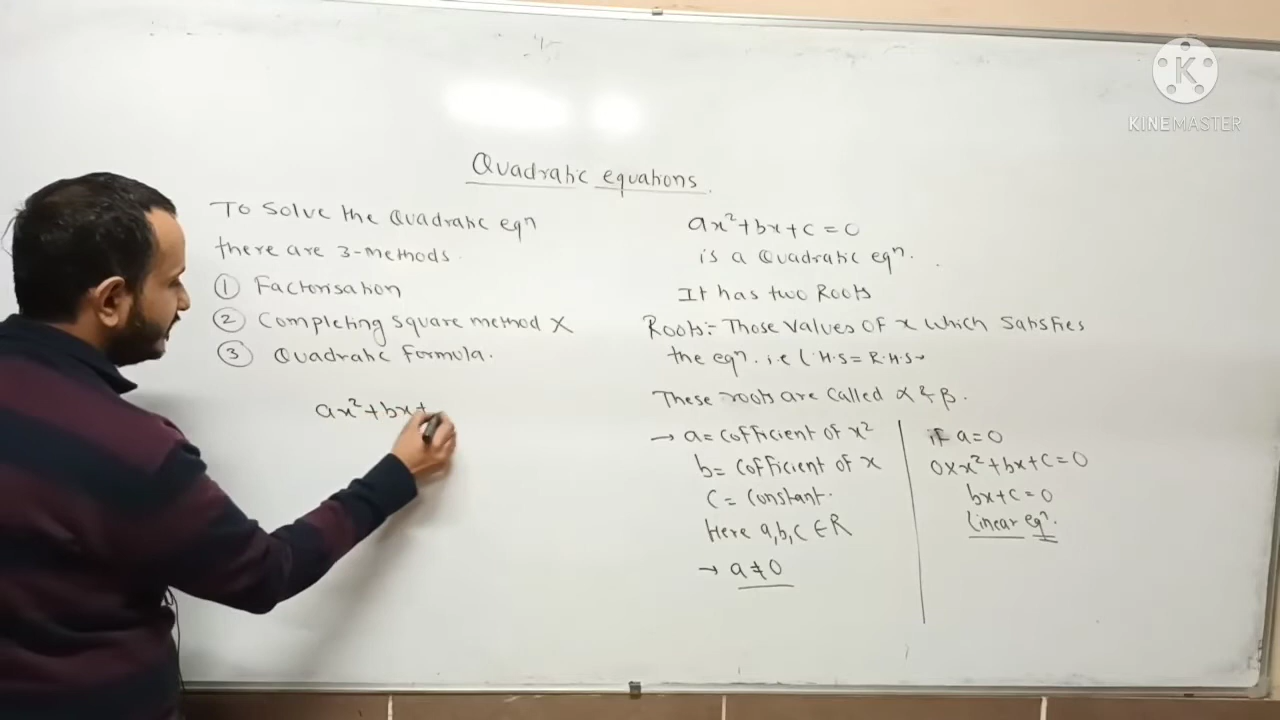 Quadratic equations.
To Solve the Quadratic eqn
there are 3-methods.
① Factorisation
② Completing square method X
③ Quadratic Formula.
ax²+bx+
ax²+bx+c=0
is a Quadratic eqⁿ.
It has two Roots
Roots:- Those values of x which satisfies
the eqⁿ. i.e L.H.S = R.H.S
These roots are called α & β.
→ a= cofficient of x²
b= cofficient of x
c= constant.
Here a,b,c ∈ R
→ a≠0
if a=0
0×x²+bx+c=0
bx+c=0
linear eqⁿ.
K
KINEMASTER